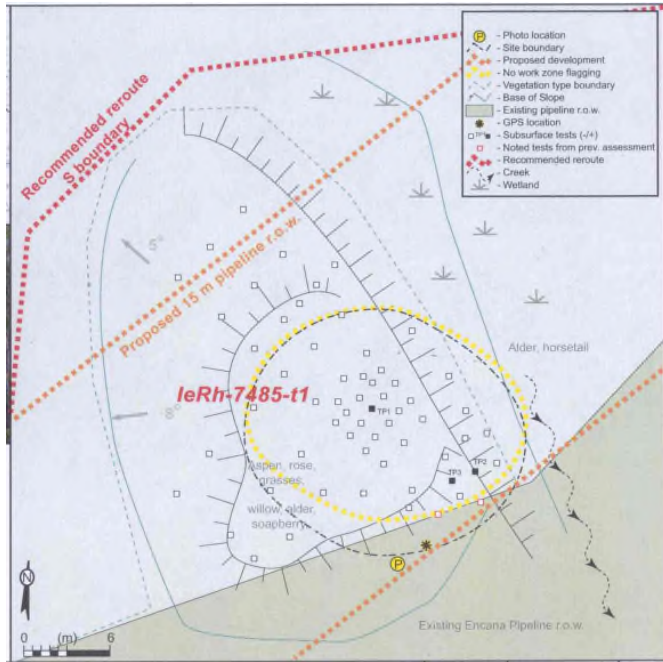 - Photo location
- Site boundary
- Proposed development
- No work zone flagging
- Vegetation type boundary
- Base of Slope
- Existing pipeline r.o.w.
- GPS location
TP1 - Subsurface tests (-/+)
- Noted tests from prev. assessment
- Recommended reroute
- Creek
- Wetland
P
Recommended reroute
S boundary
5°
Proposed 15 m pipeline r.o.w.
Alder, horsetail
8°
IeRh-7485-t1
TP1
Aspen, rose,
grasses,
willow, alder,
soapberry
TP2
TP3
P
N
0 (m) 6
Existing Encana Pipeline r.o.w.